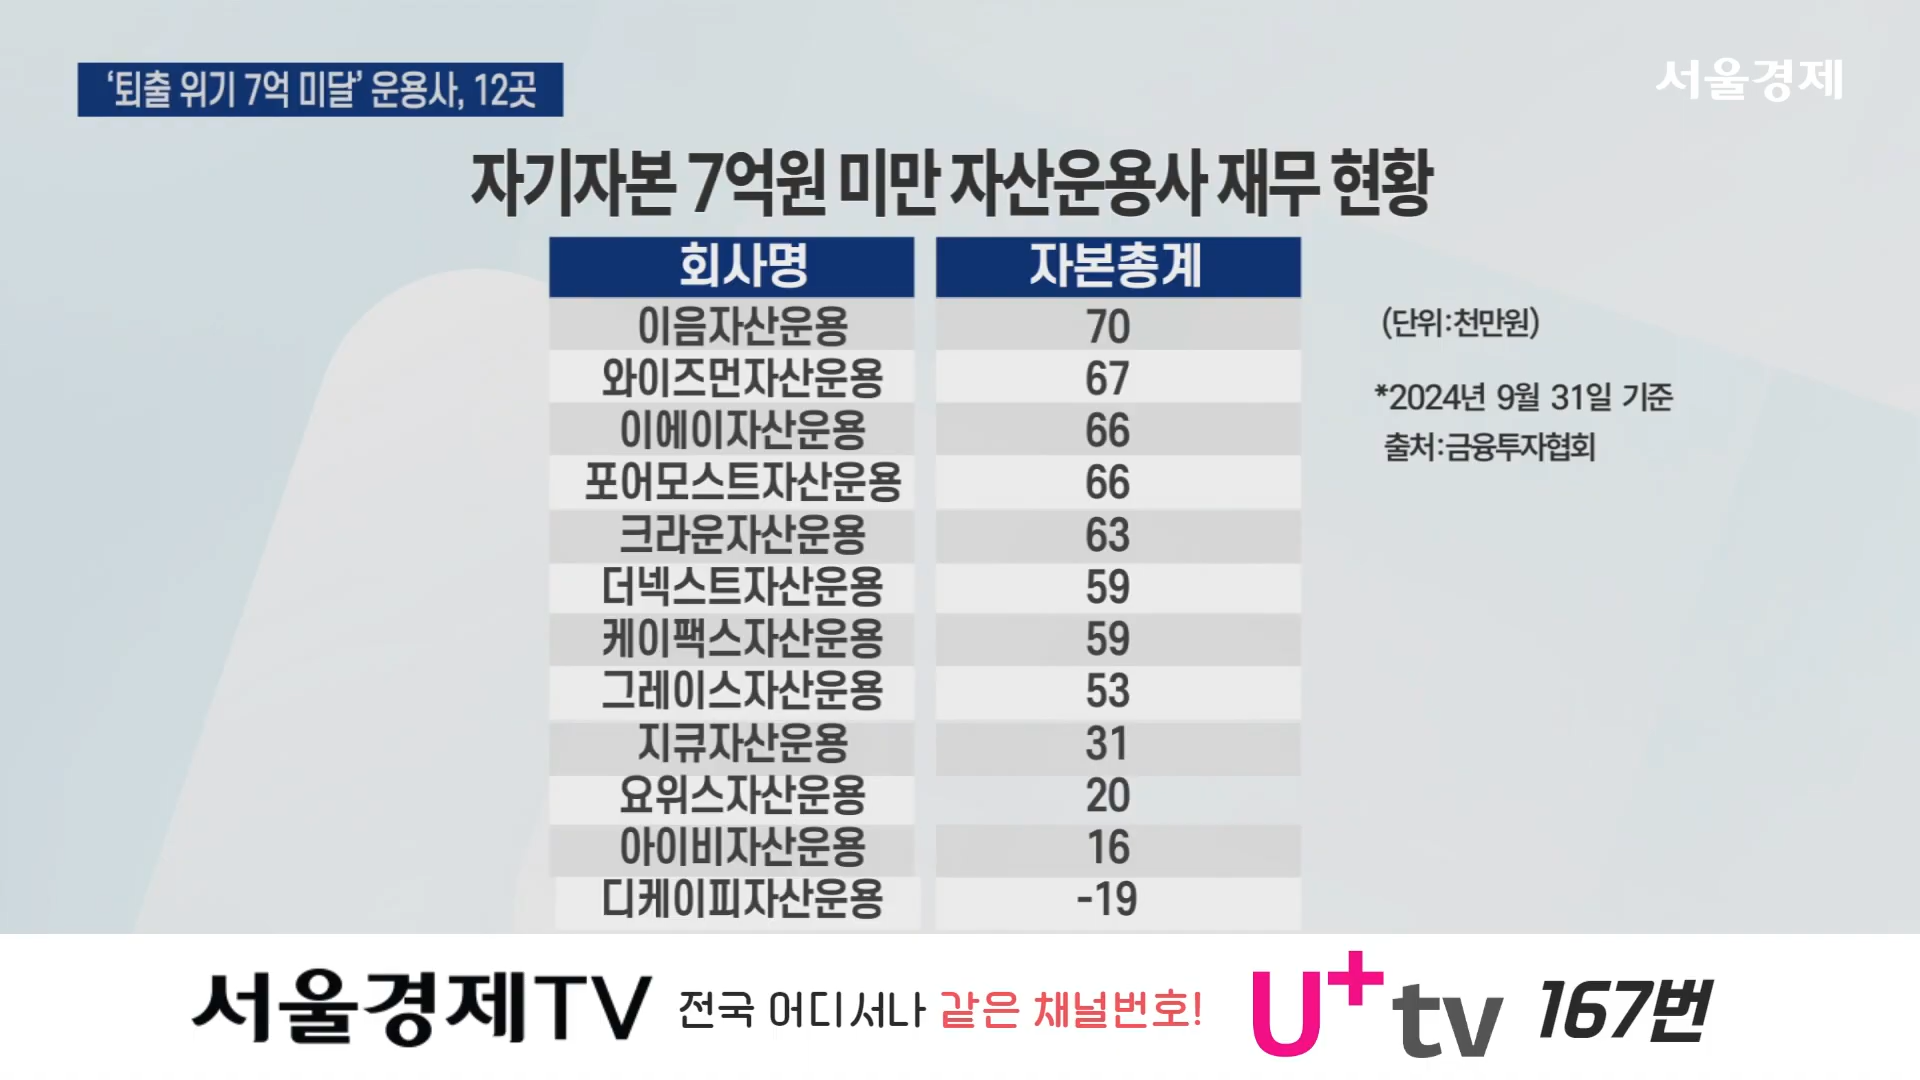 ‘퇴출 위기 7억 미달’ 운용사, 12곳
서울경제
자기자본 7억원 미만 자산운용사 재무 현황
회사명 자본총계
이음자산운용 70
와이즈먼자산운용 67
이에이자산운용 66
포어모스트자산운용 66
크라운자산운용 63
더넥스트자산운용 59
케이팩스자산운용 59
그레이스자산운용 53
지큐자산운용 31
요위스자산운용 20
아이비자산운용 16
디케이피자산운용 -19
(단위:천만원)
*2024년 9월 31일 기준
출처:금융투자협회
서울경제TV 전국 어디서나 같은 채널번호! U+tv 167번